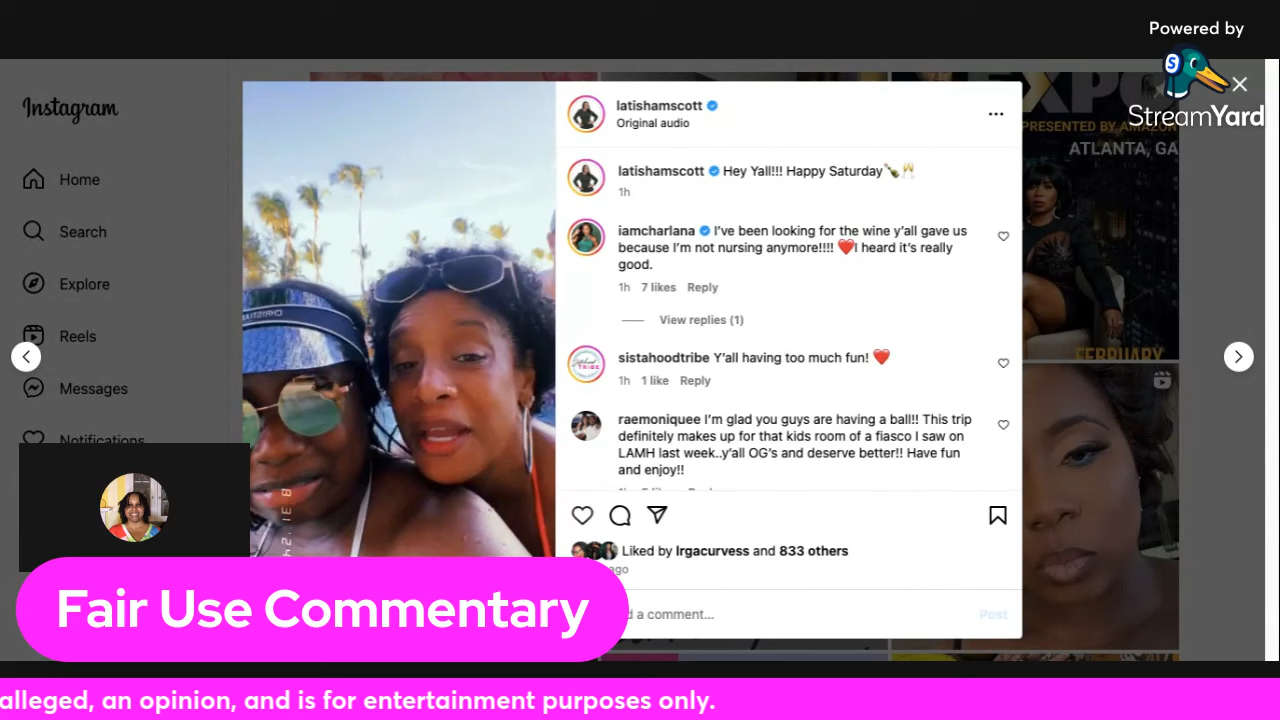 Powered by
StreamYard
Instagram
Home
Search
Explore
Reels
Messages
Notifications
EXPO
PRESENTED BY AMAZON
ATLANTA, GA
FEBRUARY
latishamscott
Original audio
latishamscott Hey Yall!!! Happy Saturday🍾🥂
1h
iamcharlana I've been looking for the wine y'all gave us
because I'm not nursing anymore!!!! ❤️I heard it's really
good.
1h 7 likes Reply
View replies (1)
sistahoodtribe Y'all having too much fun! ❤️
1h 1 like Reply
raemoniquee I'm glad you guys are having a ball!! This trip
definitely makes up for that kids room of a fiasco I saw on
LAMH last week..y'all OG's and deserve better!! Have fun
and enjoy!!
Liked by lrgacurvess and 833 others
ago
d a comment...
Post
Fair Use Commentary
alleged, an opinion, and is for entertainment purposes only.